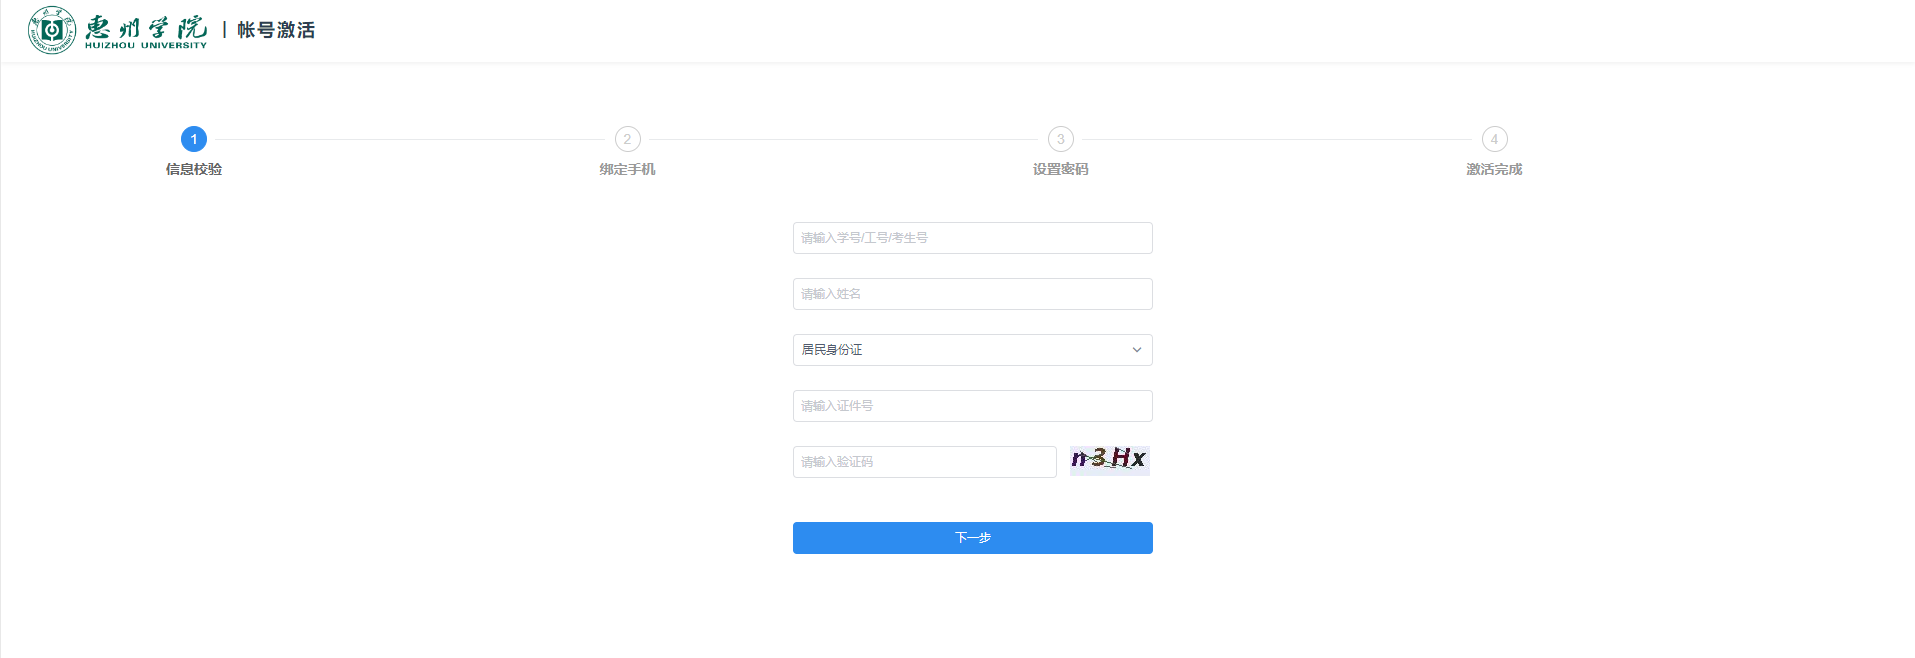 惠州学院 | 帐号激活
HUIZHOU UNIVERSITY
1 2 3 4
信息校验 绑定手机 设置密码 激活完成
请输入学号/工号/考生号
请输入姓名
居民身份证
请输入证件号
请输入验证码 n3Hx
下一步